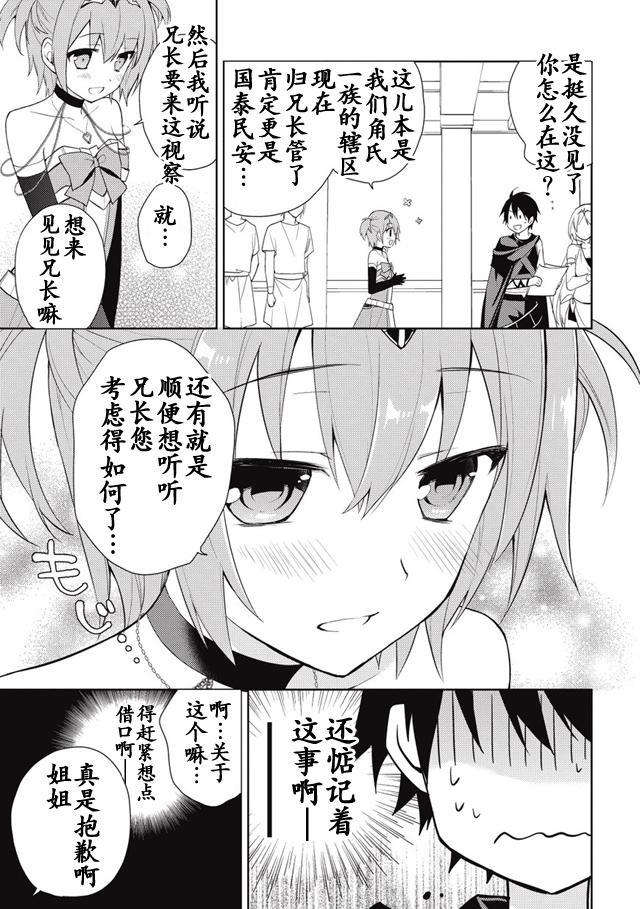 是挺久没见了
你怎么在这？
这儿本是
我们角氏
一族的辖区
现在
归兄长管了
肯定更是
国泰民安…
然后我听说
兄长要来这视察
就…
想来
见见兄长嘛
还有就是
顺便想听听
兄长您
考虑得如何了…
もじ
还惦记着
这事啊——
啊…关于
这个嘛…
得赶紧想点
借口啊—
真是抱歉啊
姐姐